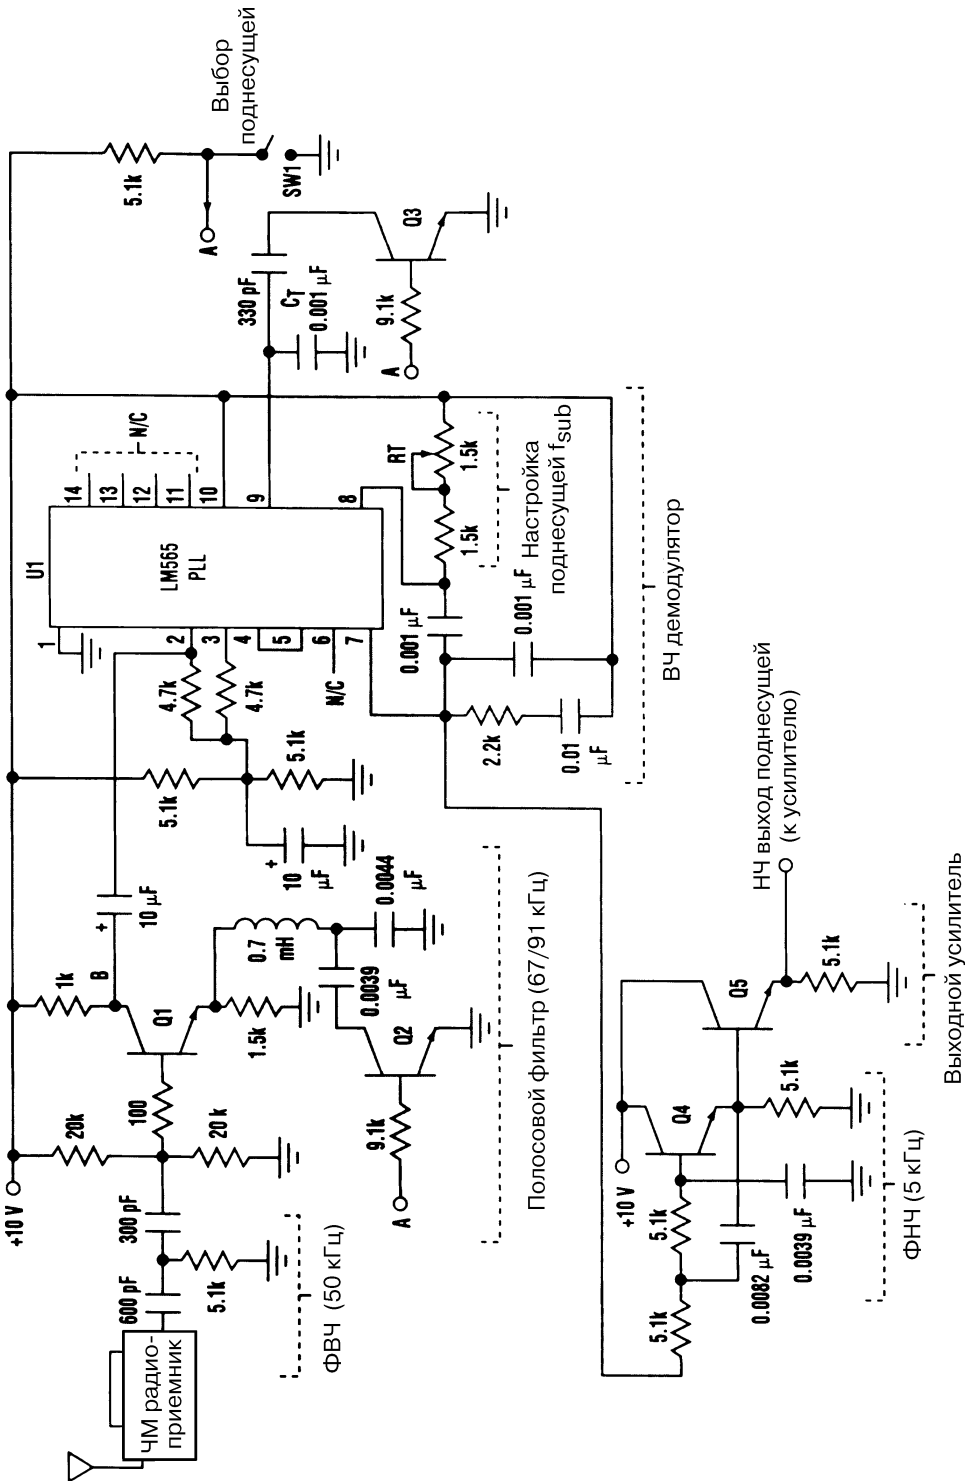 ЧМ радио-
приемник
600 pF
300 pF
5.1k
ФВЧ (50 кГц)
+10 V
20k
20 k
100
1k
B
Q1
1.5k
+
10 μF
0.7
mH
0.0039
μF
0.0044
μF
9.1k
A
Q2
Полосовой фильтр (67/91 кГц)
5.1k
5.1k
+
10
μF
4.7k
4.7k
U1
LM565
PLL
1
2
3
4
5
6
7
N/C
14
13
12
11
10
9
8
N/C
0.001 μF
0.001 μF
2.2k
0.01
μF
1.5k
RT
1.5k
Настройка
поднесущей fsub
ВЧ демодулятор
330 pF
CT
0.001 μF
9.1k
A
Q3
5.1k
A
SW1
Выбор
поднесущей
5.1k
5.1k
0.0082 μF
0.0039 μF
+10 V
Q4
5.1k
ФНЧ (5 кГц)
Q5
5.1k
НЧ выход поднесущей
(к усилителю)
Выходной усилитель